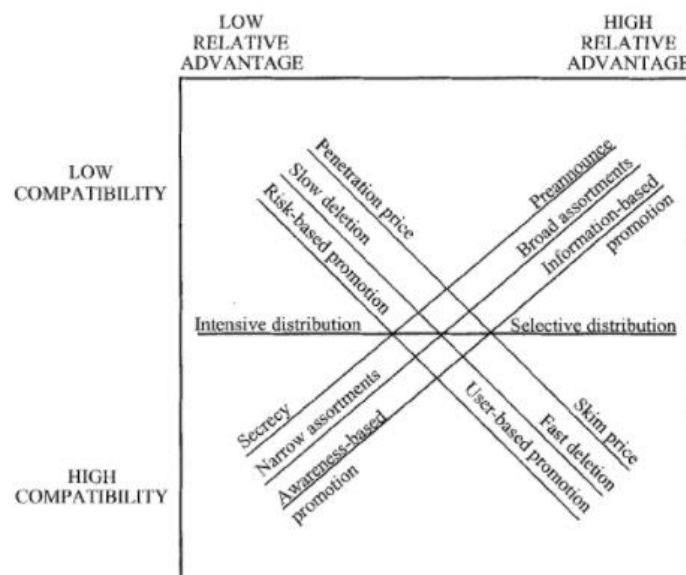 LOW
RELATIVE
ADVANTAGE
HIGH
RELATIVE
ADVANTAGE
LOW
COMPATIBILITY
Penetration price
Slow deletion
Risk-based promotion
Preannounce
Broad assortments
Information-based
promotion
Intensive distribution
Selective distribution
Secrecy
Narrow assortments
Awareness-based
promotion
Skim price
Fast deletion
User-based promotion
HIGH
COMPATIBILITY